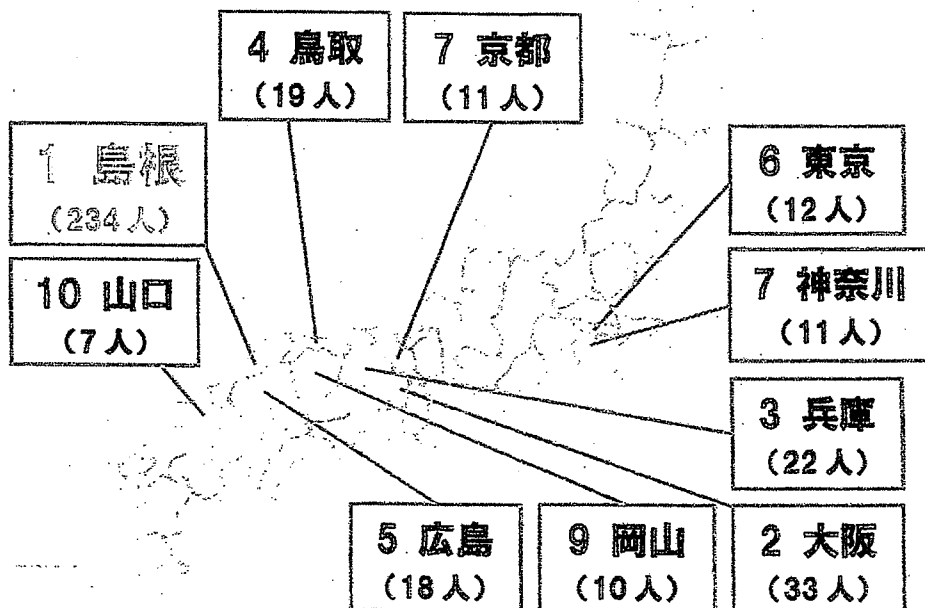 4 鳥取
(19人)
7 京都
(11人)
1 島根
(234人)
6 東京
(12人)
10 山口
(7人)
7 神奈川
(11人)
3 兵庫
(22人)
5 広島
(18人)
9 岡山
(10人)
2 大阪
(33人)